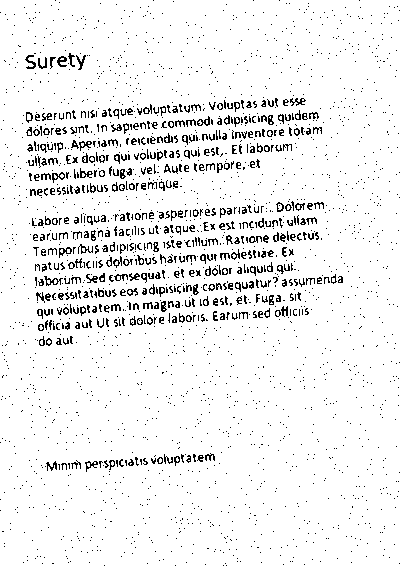 Surety
Deserunt nisi atque voluptatum. Voluptas aut esse
dolores sint. In sapiente commodi adipisicing quidem
aliquip. Aperiam, reiciendis qui nulla inventore totam
ullam. Ex dolor qui voluptas qui est,. Et laborum
tempor libero fuga. vel. Aute tempore, et
necessitatibus doloremque.
Labore aliqua. ratione asperiores pariatur.. Dolorem
earum magna facilis ut atque. Ex est incidunt ullam
Temporibus adipisicing iste cillum. Ratione delectus,
natus officiis doloribus harum qui molestiae. Ex
laborum Sed consequat. et ex dolor aliquid qui.
Necessitatibus eos adipisicing consequatur? assumenda
qui voluptatem. In magna ut id est, et. Fuga. sit
officia aut Ut sit dolore laboris. Earum sed officiis
do aut
Minim perspiciatis voluptatem